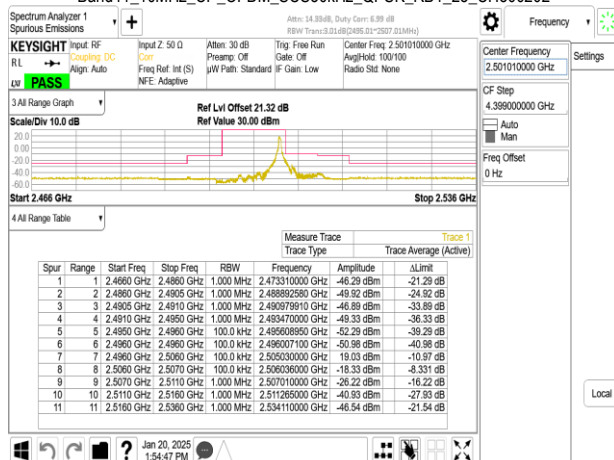 Spectrum Analyzer 1
Spurious Emissions
Attn: 14.33dB, Duty Corr: 6.99 dB
RBW Trans:3.01dB(2495.01~2507.01MHz)
Frequency
Settings
KEYSIGHT
RL
PASS
Input: RF
Coupling: DC
Align: Auto
Input Z: 50 Ω
Corr
Freq Ref: Int (S)
NFE: Adaptive
Atten: 30 dB
Preamp: Off
µW Path: Standard
Trig: Free Run
Gate: Off
IF Gain: Low
Center Freq: 2.501010000 GHz
Avg|Hold: 100/100
Radio Std: None
Center Frequency
2.501010000 GHz
CF Step
4.399000000 GHz
Auto
Man
Freq Offset
0 Hz
3 All Range Graph
Scale/Div 10.0 dB
Ref Lvl Offset 21.32 dB
Ref Value 30.00 dBm
20.0
0.00
-20.0
-40.0
-60.0
Start 2.466 GHz
Stop 2.536 GHz
4 All Range Table
Measure Trace Trace 1
Trace Type Trace Average (Active)
Spur Range Start Freq Stop Freq RBW Frequency Amplitude ΔLimit
1 1 2.4660 GHz 2.4860 GHz 1.000 MHz 2.473310000 GHz -46.29 dBm -21.29 dB
2 2 2.4860 GHz 2.4905 GHz 1.000 MHz 2.488892580 GHz -49.92 dBm -24.92 dB
3 3 2.4905 GHz 2.4910 GHz 1.000 MHz 2.490979910 GHz -46.89 dBm -33.89 dB
4 4 2.4910 GHz 2.4950 GHz 1.000 MHz 2.493470000 GHz -49.33 dBm -36.33 dB
5 5 2.4950 GHz 2.4960 GHz 100.0 kHz 2.495608950 GHz -52.29 dBm -39.29 dB
6 6 2.4960 GHz 2.4960 GHz 100.0 kHz 2.496007100 GHz -50.98 dBm -40.98 dB
7 7 2.4960 GHz 2.5060 GHz 100.0 kHz 2.505030000 GHz 19.03 dBm -10.97 dB
8 8 2.5060 GHz 2.5070 GHz 100.0 kHz 2.506036000 GHz -18.33 dBm -8.331 dB
9 9 2.5070 GHz 2.5110 GHz 1.000 MHz 2.507010000 GHz -26.22 dBm -16.22 dB
10 10 2.5110 GHz 2.5160 GHz 1.000 MHz 2.511265000 GHz -40.93 dBm -27.93 dB
11 11 2.5160 GHz 2.5360 GHz 1.000 MHz 2.534110000 GHz -46.54 dBm -21.54 dB
Local
Jan 20, 2025
1:54:47 PM